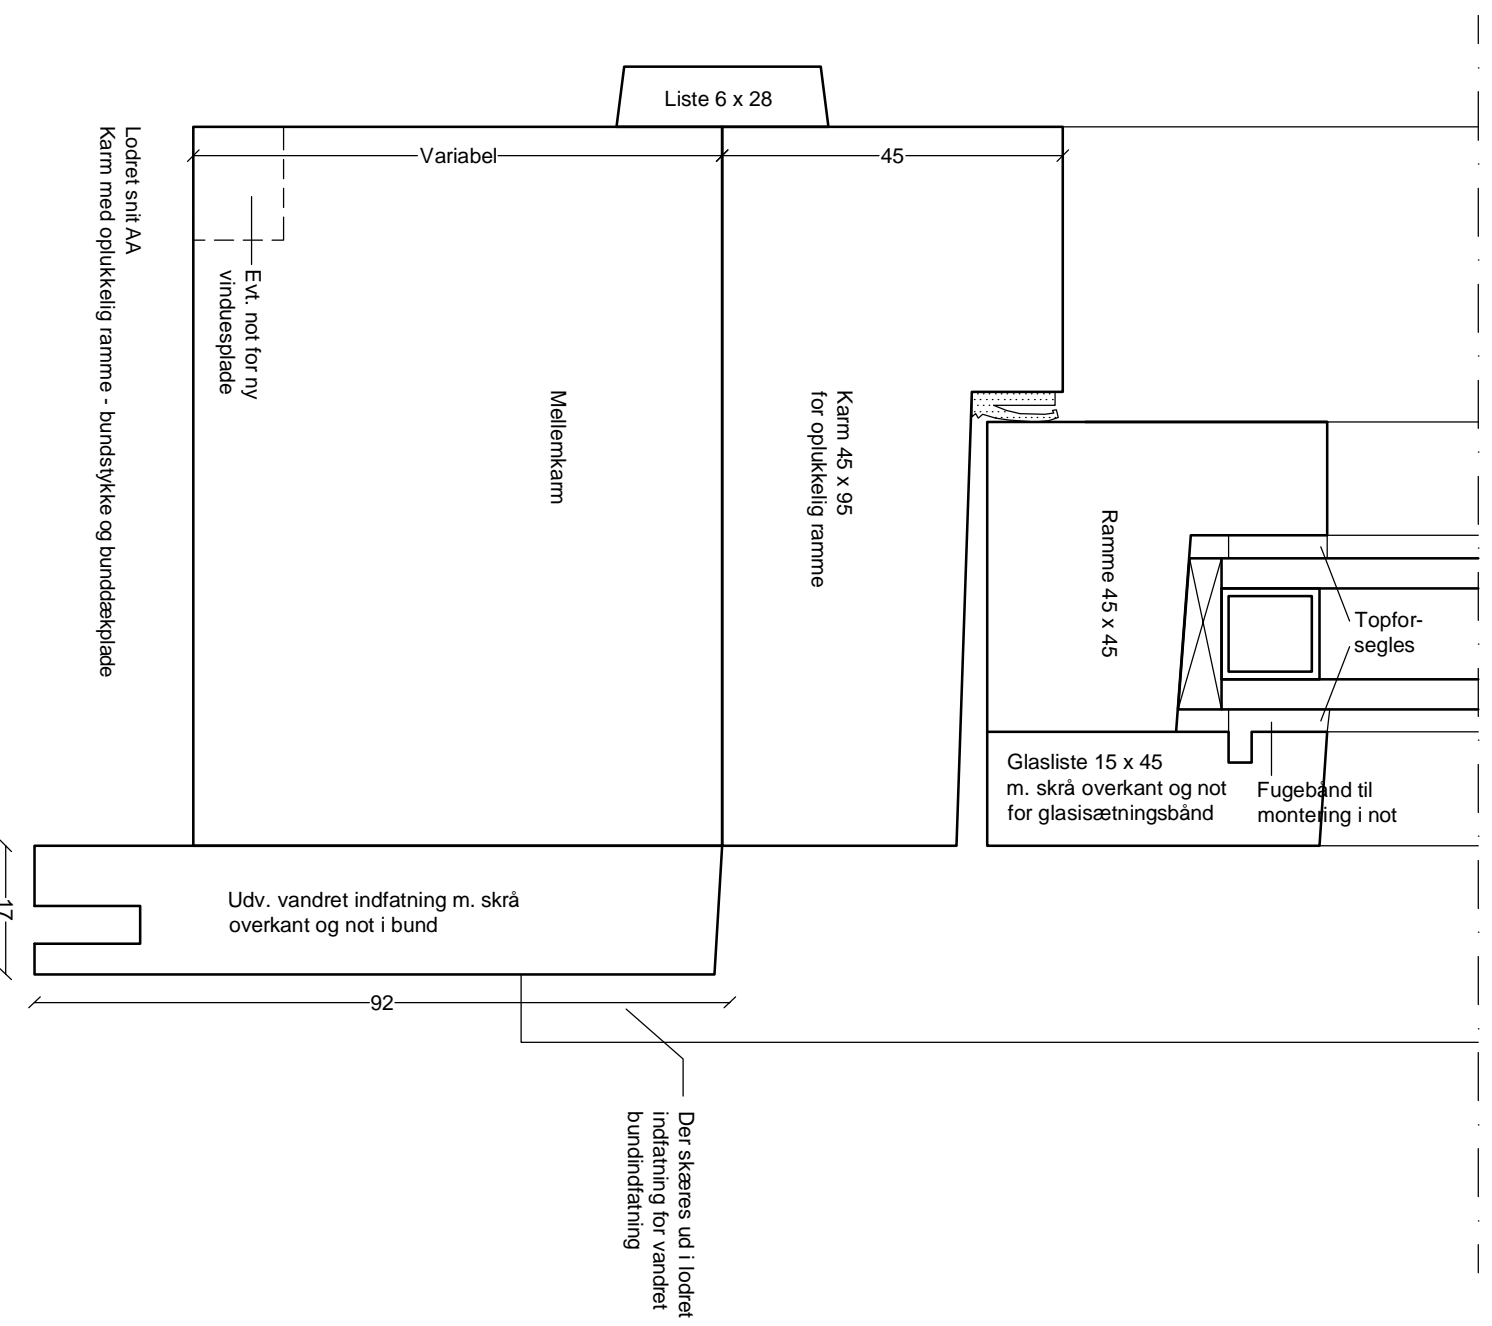 Liste 6 x 28
Variabel
45
Lodret snit AA
Karm med oplukkelig ramme - bundstykke og bunddækplade
Evt. not for ny
vinduesplade
Mellemkarm
Karm 45 x 95
for oplukkelig ramme
Ramme 45 x 45
Topfor-
segles
Glasliste 15 x 45
m. skrå overkant og not
for glasisætningsbånd
Fugebånd til
montering i not
Udv. vandret indfatning m. skrå
overkant og not i bund
17
92
Der skæres ud i lodret
indfatning for vandret
bundindfatning